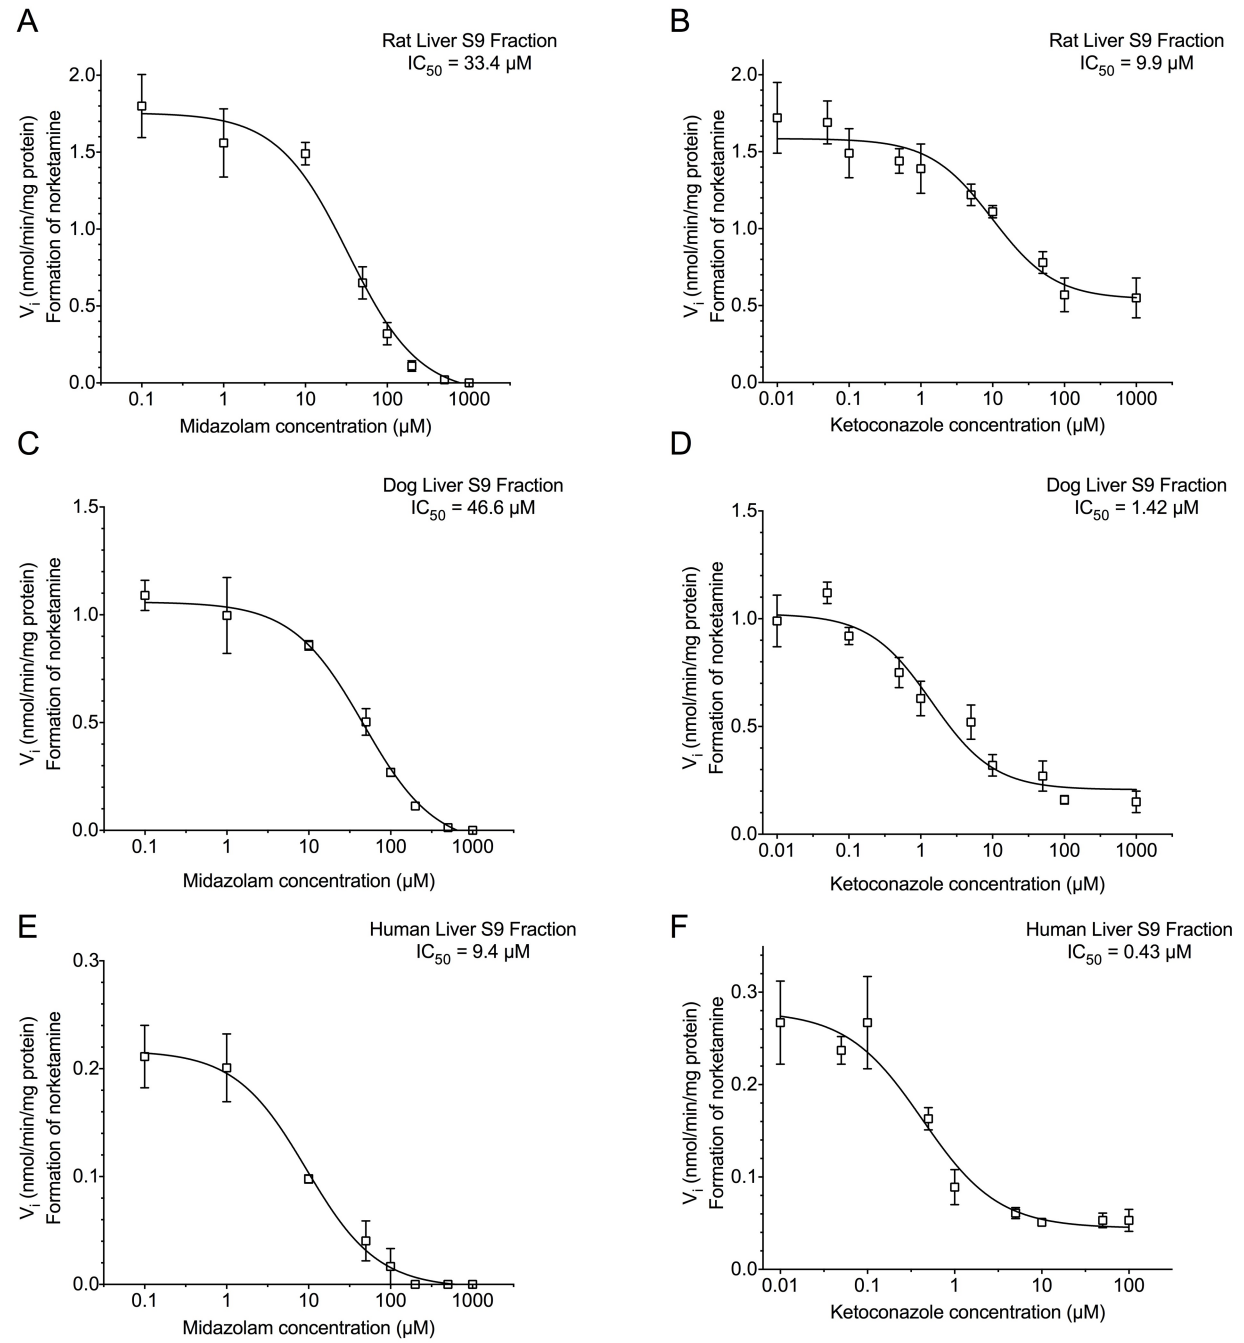 A
Rat Liver S9 Fraction
IC50 = 33.4 µM
2.0
1.5
1.0
0.5
0.0
Vi (nmol/min/mg protein)
Formation of norketamine
0.1 1 10 100 1000
Midazolam concentration (µM)
B
Rat Liver S9 Fraction
IC50 = 9.9 µM
2.0
1.5
1.0
0.5
0.0
Vi (nmol/min/mg protein)
Formation of norketamine
0.01 0.1 1 10 100 1000
Ketoconazole concentration (µM)
C
Dog Liver S9 Fraction
IC50 = 46.6 µM
1.5
1.0
0.5
0.0
Vi (nmol/min/mg protein)
Formation of norketamine
0.1 1 10 100 1000
Midazolam concentration (µM)
D
Dog Liver S9 Fraction
IC50 = 1.42 µM
1.5
1.0
0.5
0.0
Vi (nmol/min/mg protein)
Formation of norketamine
0.01 0.1 1 10 100 1000
Ketoconazole concentration (µM)
E
Human Liver S9 Fraction
IC50 = 9.4 µM
0.3
0.2
0.1
0.0
Vi (nmol/min/mg protein)
Formation of norketamine
0.1 1 10 100 1000
Midazolam concentration (µM)
F
Human Liver S9 Fraction
IC50 = 0.43 µM
0.3
0.2
0.1
0.0
Vi (nmol/min/mg protein)
Formation of norketamine
0.01 0.1 1 10 100
Ketoconazole concentration (µM)